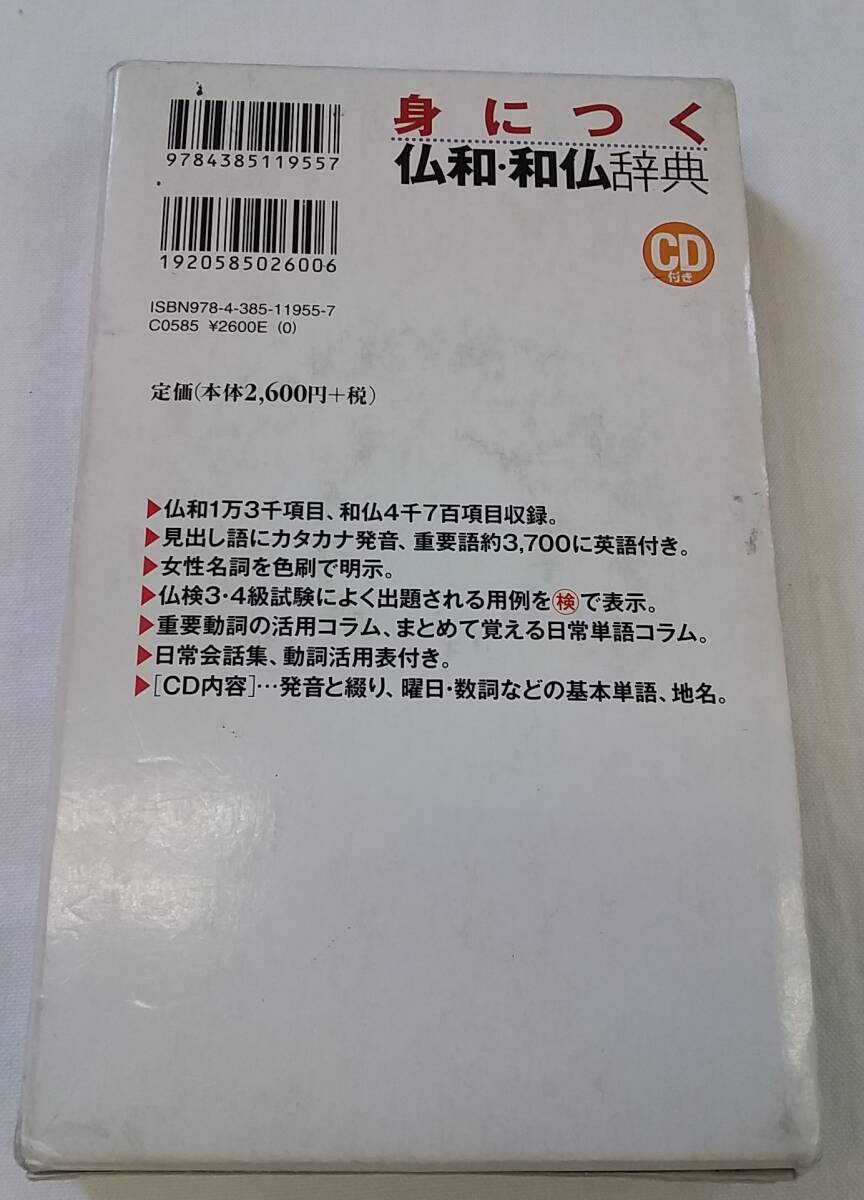 身につく
仏和・和仏辞典
CD
付き
9784385119557
1920585026006
ISBN978-4-385-11955-7
C0585 ¥2600E (0)
定価(本体2,600円+税)
▶仏和1万3千項目、和仏4千7百項目収録。
▶見出し語にカタカナ発音、重要語約3,700に英語付き。
▶女性名詞を色刷で明示。
▶仏検3・4級試験によく出題される用例を㊬で表示。
▶重要動詞の活用コラム、まとめて覚える日常単語コラム。
▶日常会話集、動詞活用表付き。
▶[CD内容]…発音と綴り、曜日・数詞などの基本単語、地名。